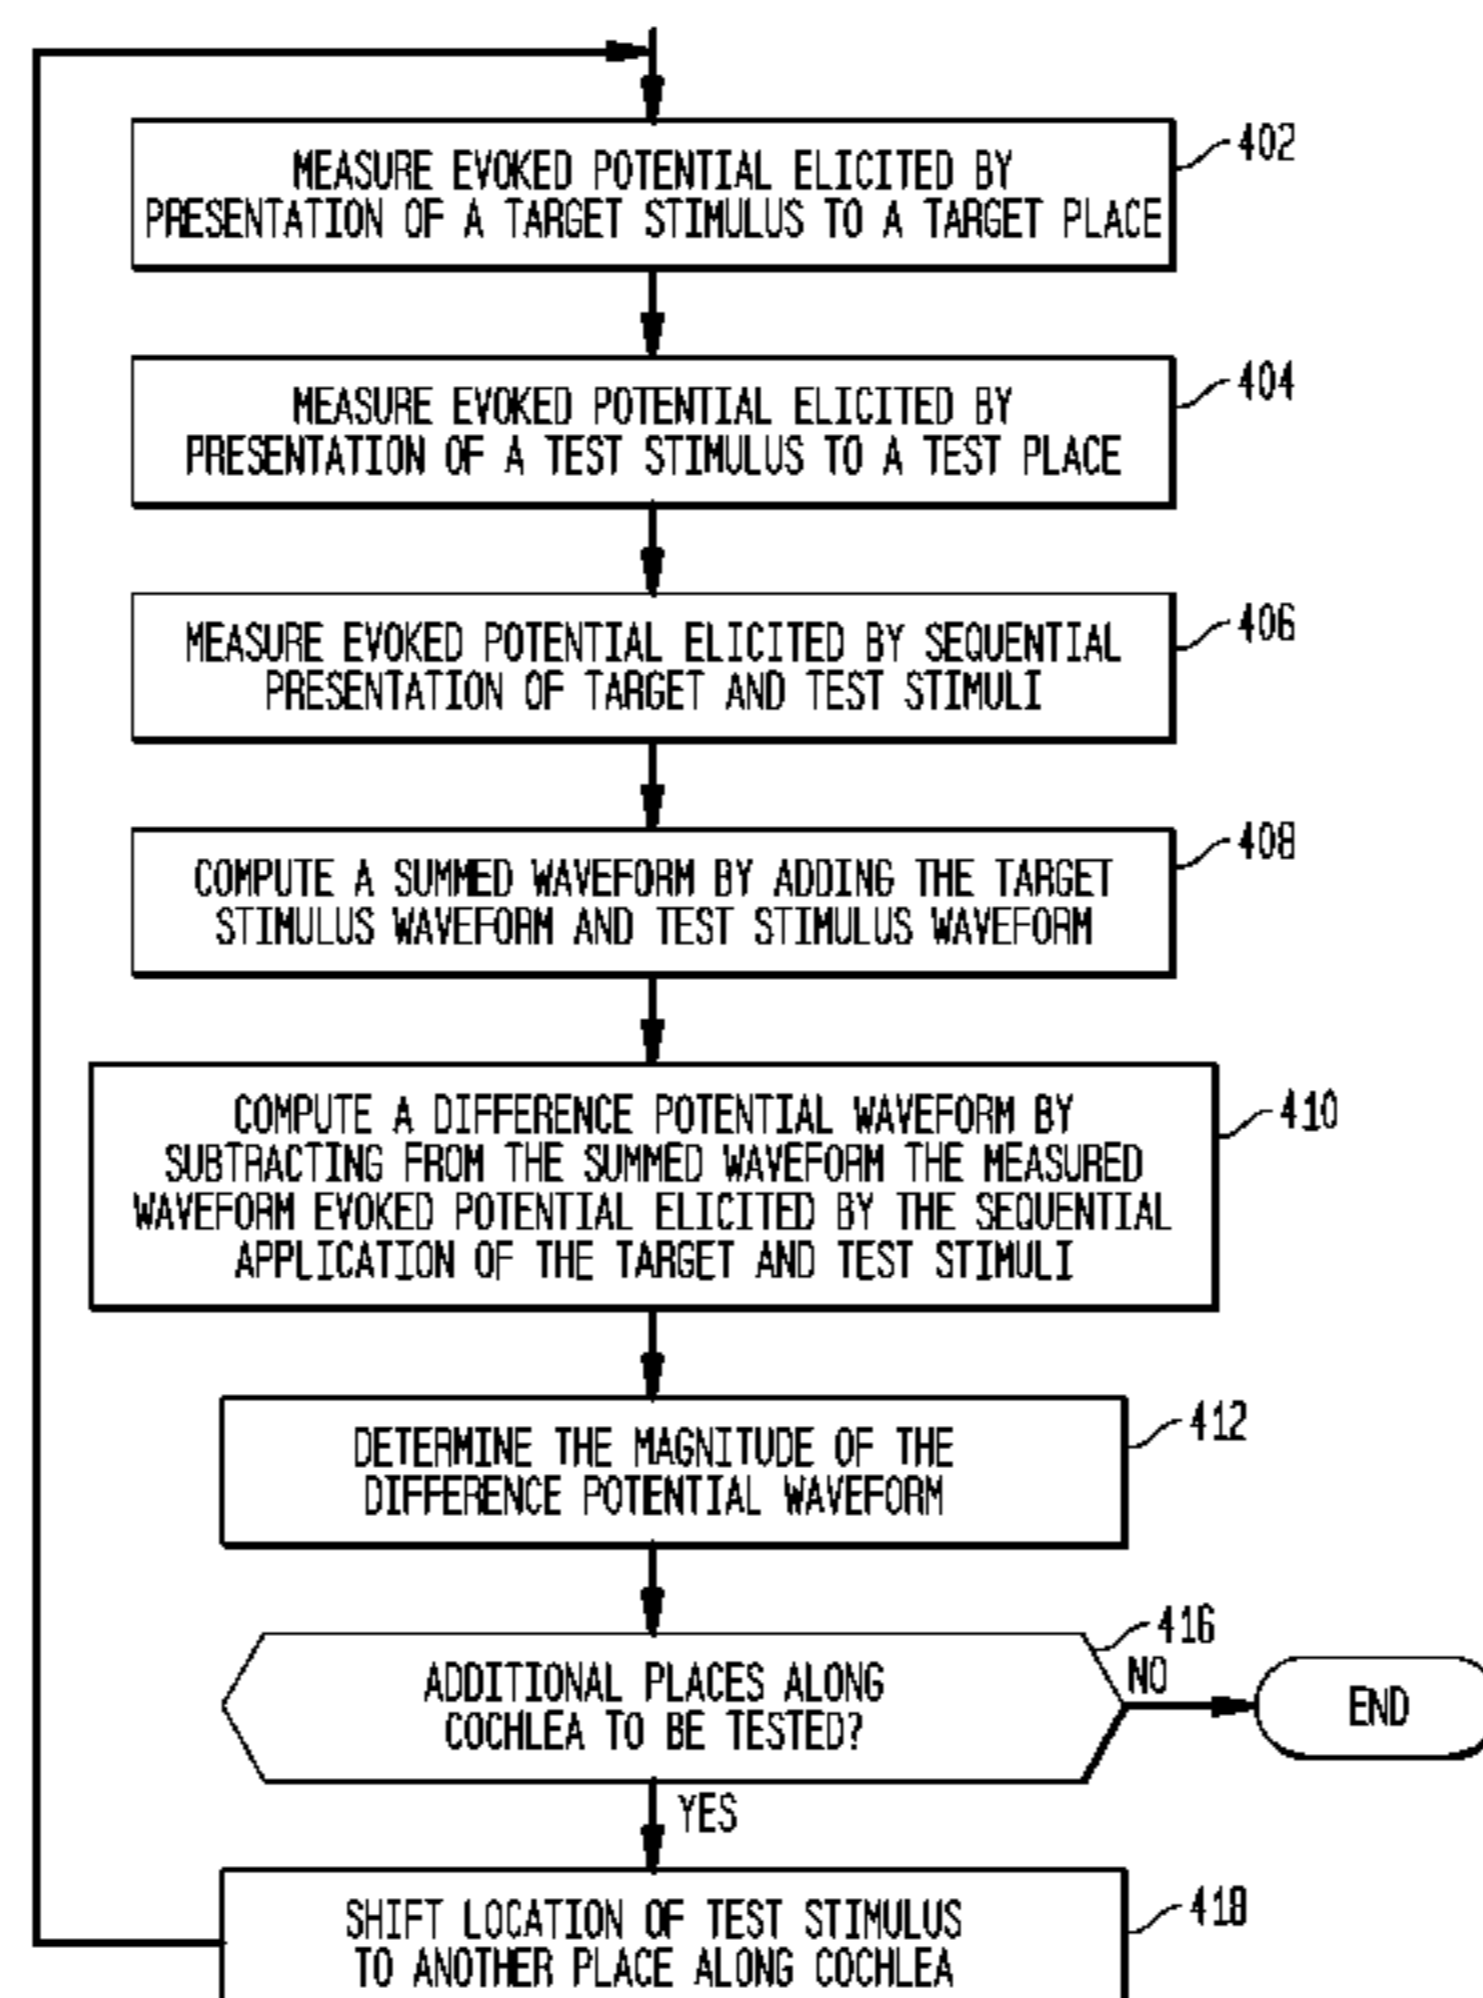 402
MEASURE EVOKED POTENTIAL ELICITED BY
PRESENTATION OF A TARGET STIMULUS TO A TARGET PLACE
404
MEASURE EVOKED POTENTIAL ELICITED BY
PRESENTATION OF A TEST STIMULUS TO A TEST PLACE
406
MEASURE EVOKED POTENTIAL ELICITED BY SEQUENTIAL
PRESENTATION OF TARGET AND TEST STIMULI
408
COMPUTE A SUMMED WAVEFORM BY ADDING THE TARGET
STIMULUS WAVEFORM AND TEST STIMULUS WAVEFORM
410
COMPUTE A DIFFERENCE POTENTIAL WAVEFORM BY
SUBTRACTING FROM THE SUMMED WAVEFORM THE MEASURED
WAVEFORM EVOKED POTENTIAL ELICITED BY THE SEQUENTIAL
APPLICATION OF THE TARGET AND TEST STIMULI
412
DETERMINE THE MAGNITUDE OF THE
DIFFERENCE POTENTIAL WAVEFORM
416
ADDITIONAL PLACES ALONG
COCHLEA TO BE TESTED?
NO
END
YES
418
SHIFT LOCATION OF TEST STIMULUS
TO ANOTHER PLACE ALONG COCHLEA